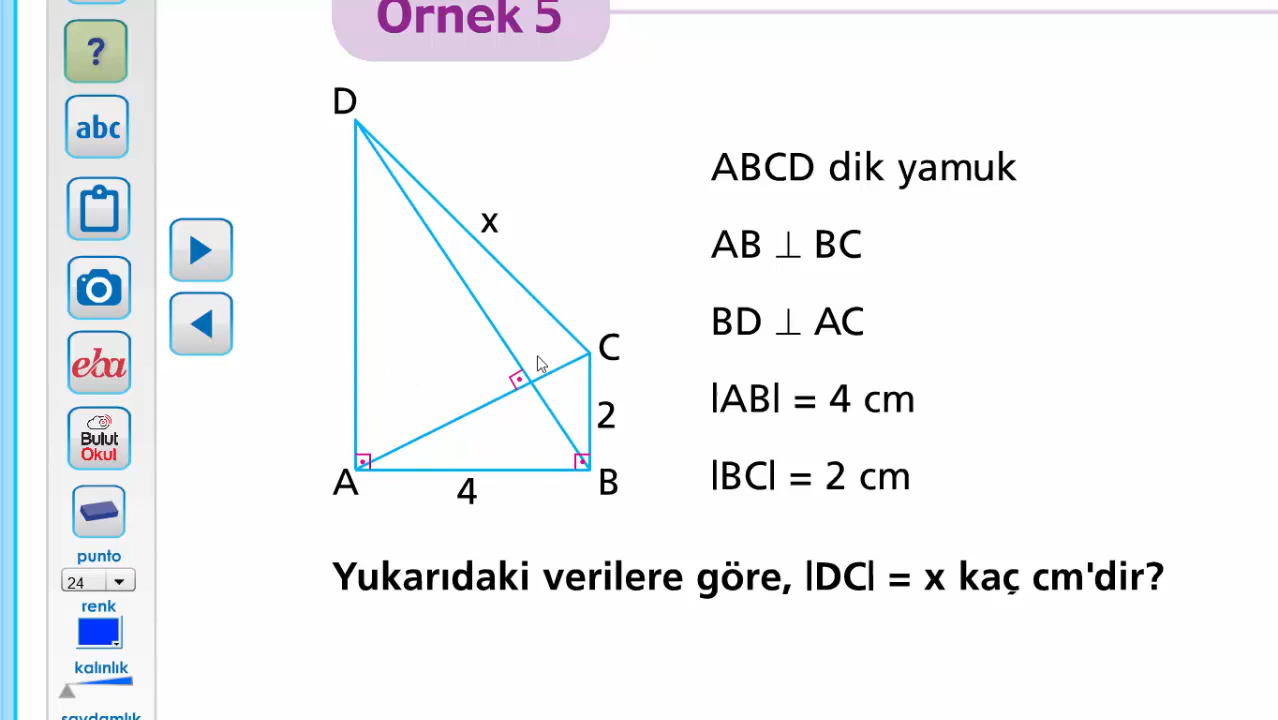 Örnek 5
?
abc
eba
Bulut
Okul
punto
24
renk
kalınlık
saydamlık
D
x
C
2
A
4
B
ABCD dik yamuk
AB ⊥ BC
BD ⊥ AC
|AB| = 4 cm
|BC| = 2 cm
Yukarıdaki verilere göre, |DC| = x kaç cm'dir?